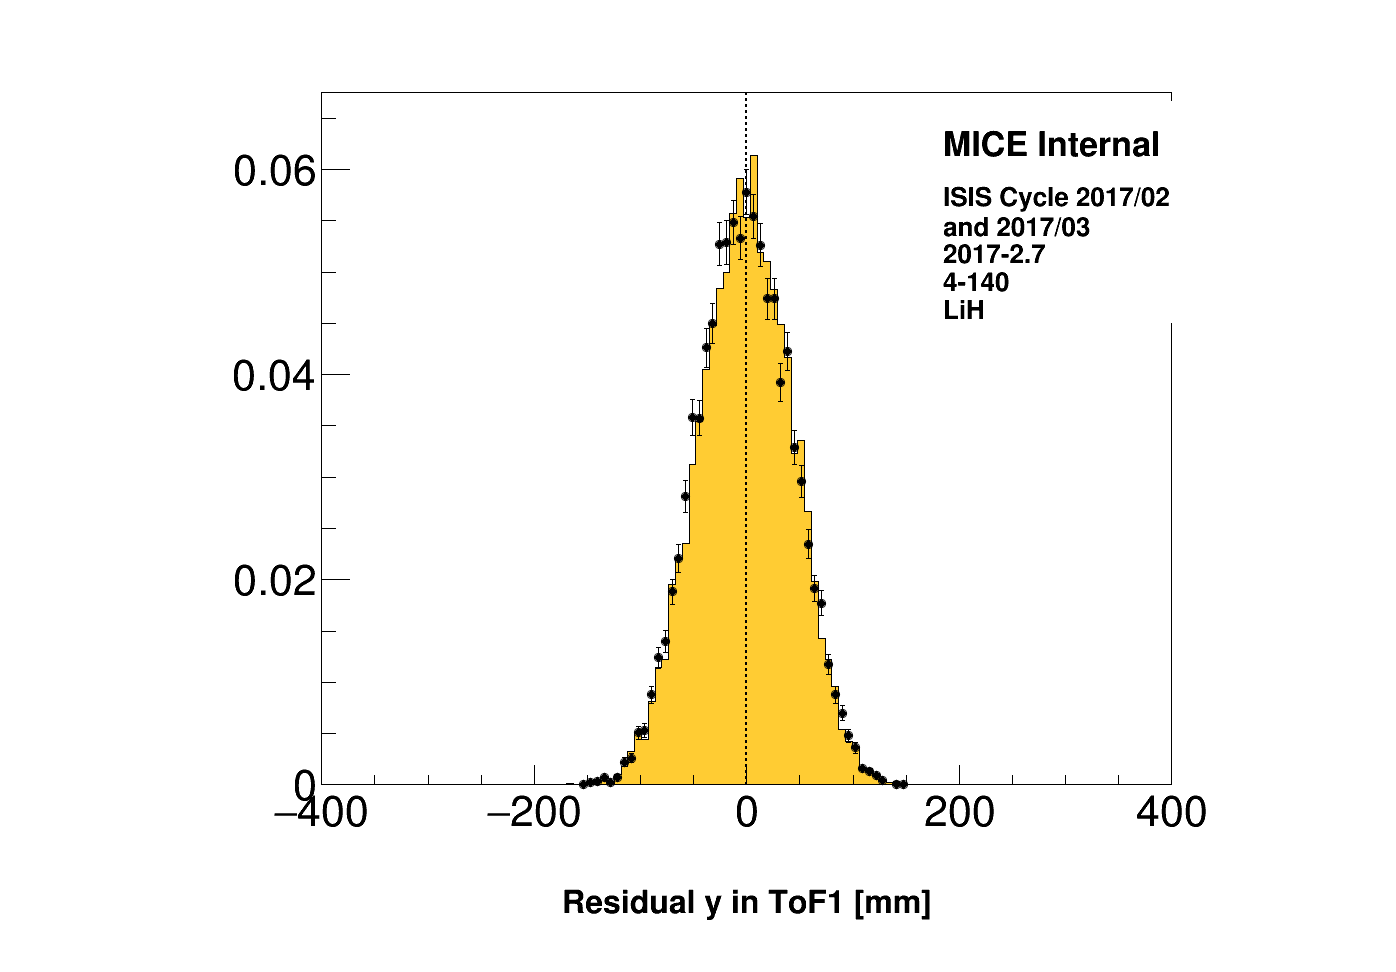 MICE Internal
ISIS Cycle 2017/02
and 2017/03
2017-2.7
4-140
LiH
0.06
0.04
0.02
0
−400 −200 0 200 400
Residual y in ToF1 [mm]